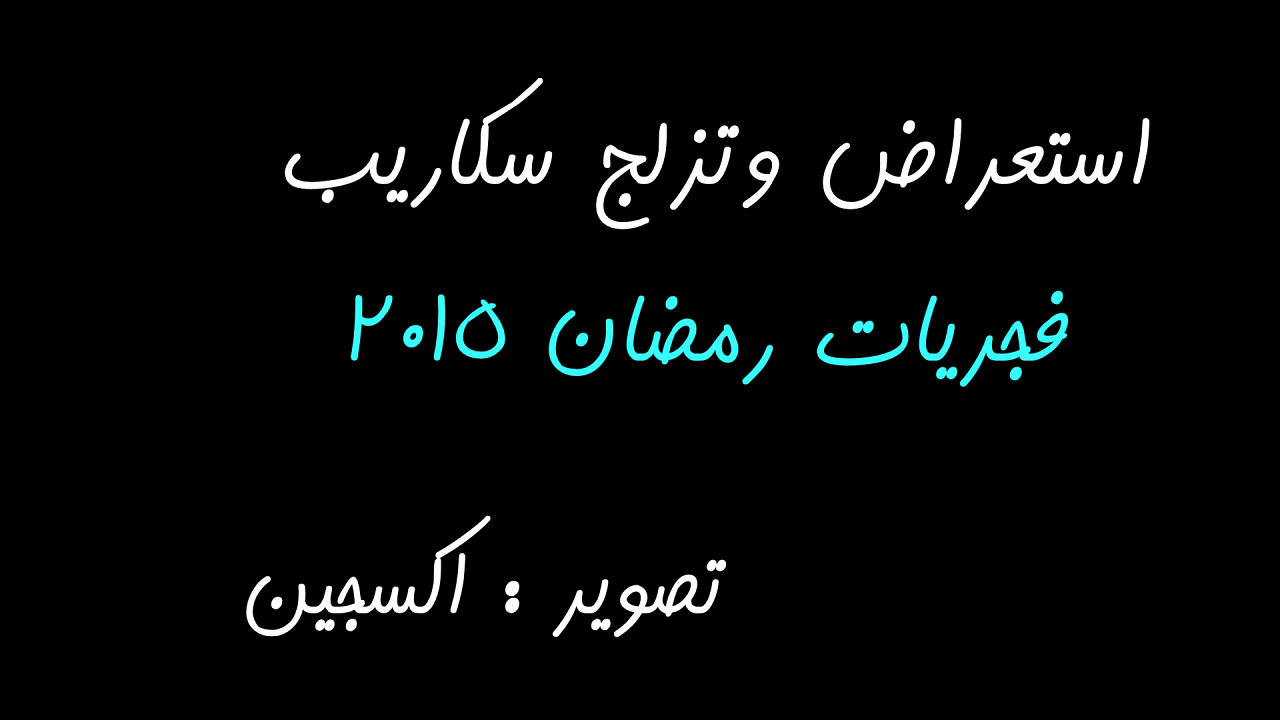 استعراض وتزلج سكاريب
فجريات رمضان ٢٠١٥
تصوير : اكسجين